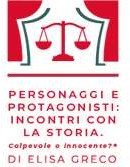 PERSONAGGI E
PROTAGONISTI:
INCONTRI CON
LA STORIA.
Colpevole o innocente?®
DI ELISA GRECO